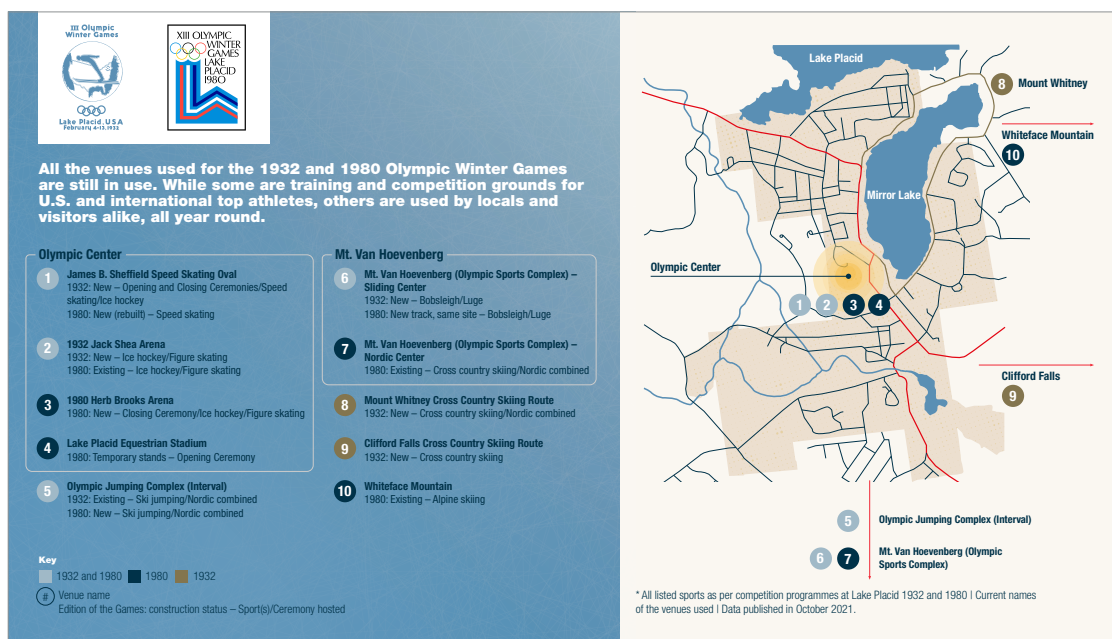 III Olympic
Winter Games
Lake Placid, USA
February 4-13, 1932
XIII OLYMPIC
WINTER
GAMES
LAKE
PLACID
1980
All the venues used for the 1932 and 1980 Olympic Winter Games
are still in use. While some are training and competition grounds for
U.S. and international top athletes, others are used by locals and
visitors alike, all year round.
Olympic Center
1
James B. Sheffield Speed Skating Oval
1932: New – Opening and Closing Ceremonies/Speed
skating/Ice hockey
1980: New (rebuilt) – Speed skating
2
1932 Jack Shea Arena
1932: New – Ice hockey/Figure skating
1980: Existing – Ice hockey/Figure skating
3
1980 Herb Brooks Arena
1980: New – Closing Ceremony/Ice hockey/Figure skating
4
Lake Placid Equestrian Stadium
1980: Temporary stands – Opening Ceremony
5
Olympic Jumping Complex (Interval)
1932: Existing – Ski jumping/Nordic combined
1980: New – Ski jumping/Nordic combined
Mt. Van Hoevenberg
6
Mt. Van Hoevenberg (Olympic Sports Complex) –
Sliding Center
1932: New – Bobsleigh/Luge
1980: New track, same site – Bobsleigh/Luge
7
Mt. Van Hoevenberg (Olympic Sports Complex) –
Nordic Center
1980: Existing – Cross country skiing/Nordic combined
8
Mount Whitney Cross Country Skiing Route
1932: New – Cross country skiing/Nordic combined
9
Clifford Falls Cross Country Skiing Route
1932: New – Cross country skiing
10
Whiteface Mountain
1980: Existing – Alpine skiing
Key
1932 and 1980 1980 1932
# Venue name
Edition of the Games: construction status – Sport(s)/Ceremony hosted
Lake Placid
8 Mount Whitney
Whiteface Mountain
10
Mirror Lake
Olympic Center
1 2 3 4
Clifford Falls
9
5 Olympic Jumping Complex (Interval)
6 7 Mt. Van Hoevenberg (Olympic
Sports Complex)
* All listed sports as per competition programmes at Lake Placid 1932 and 1980 | Current names
of the venues used | Data published in October 2021.